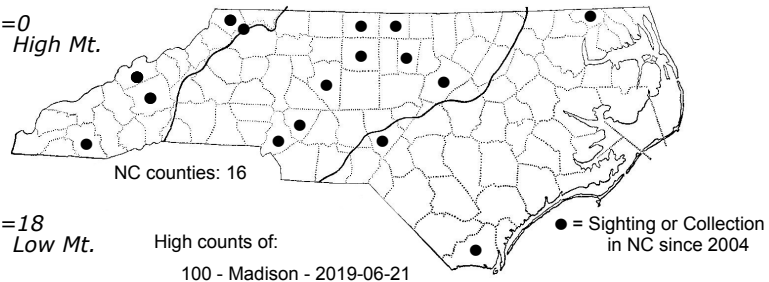 =0
High Mt.
NC counties: 16
=18
Low Mt.
High counts of:
100 - Madison - 2019-06-21
● = Sighting or Collection
in NC since 2004